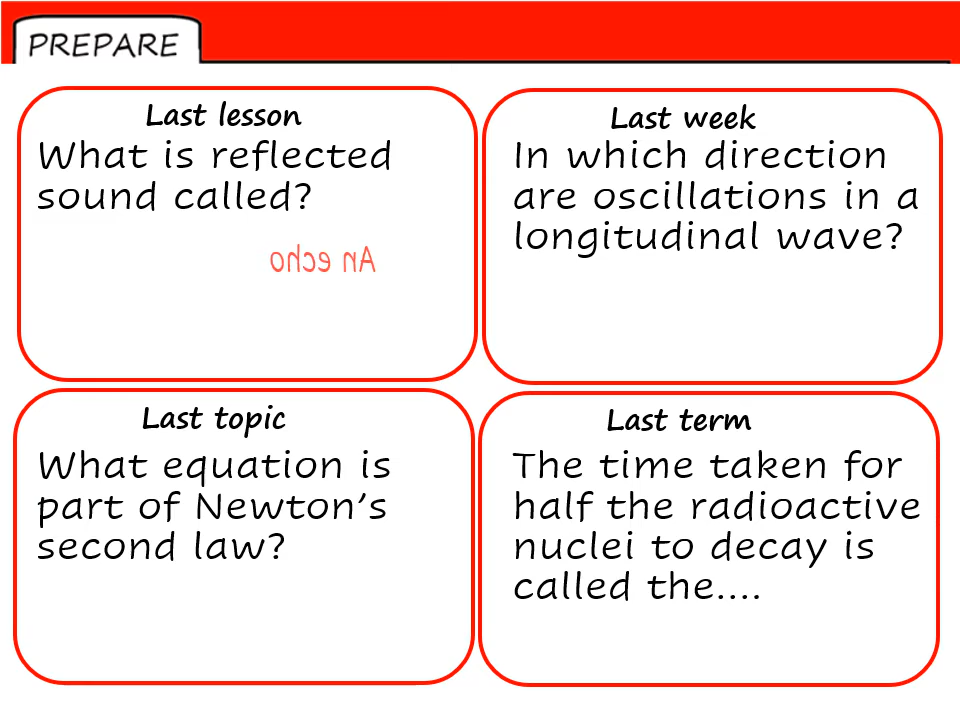 PREPARE
Last lesson
What is reflected
sound called?
An echo
Last week
In which direction
are oscillations in a
longitudinal wave?
Last topic
What equation is
part of Newton’s
second law?
Last term
The time taken for
half the radioactive
nuclei to decay is
called the....